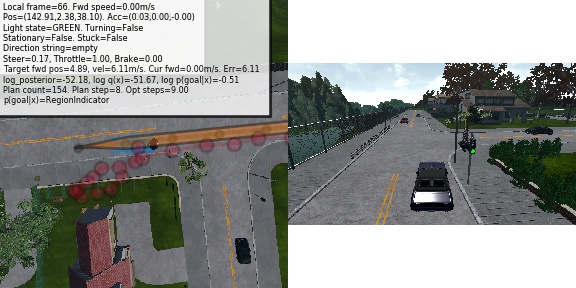 Local frame=66. Fwd speed=0.00m/s
Pos=(142.91,2.38,38.10). Acc=(0.03;0.00;-0.00)
Light state=GREEN. Turning=False
Stationary=False. Stuck=False
Direction string=empty
Steer=0.17, Throttle=1.00, Brake=0.00
Target fwd pos=4.89, vel=6.11m/s. Cur fwd=0.00m/s. Err=6.11
log_posterior=-52.18, log q(x)=-51.67, log p(goal|x)=-0.51
Plan count=154. Plan step=8. Opt steps=9.00
p(goal|x)=RegionIndicator